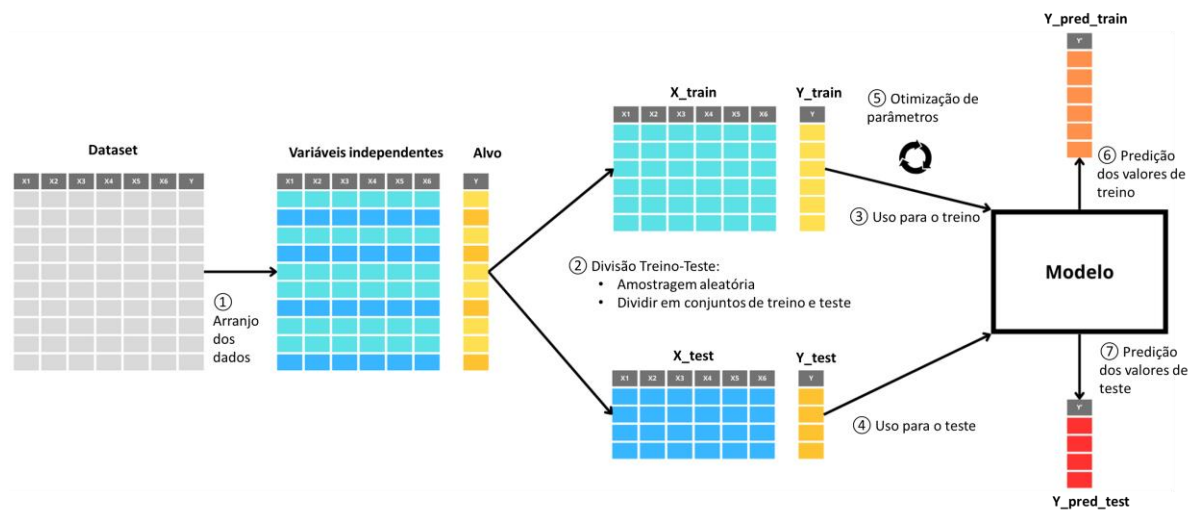 Dataset
X1 X2 X3 X4 X5 X6 Y
① Arranjo
dos
dados
Variáveis independentes
X1 X2 X3 X4 X5 X6
Alvo
Y
② Divisão Treino-Teste:
• Amostragem aleatória
• Dividir em conjuntos de treino e teste
X_train
X1 X2 X3 X4 X5 X6
Y_train
Y
⑤ Otimização de
parâmetros
③ Uso para o treino
X_test
X1 X2 X3 X4 X5 X6
Y_test
Y
④ Uso para o teste
Modelo
Y_pred_train
Y'
⑥ Predição
dos valores
de treino
⑦ Predição
dos valores de
teste
Y'
Y_pred_test